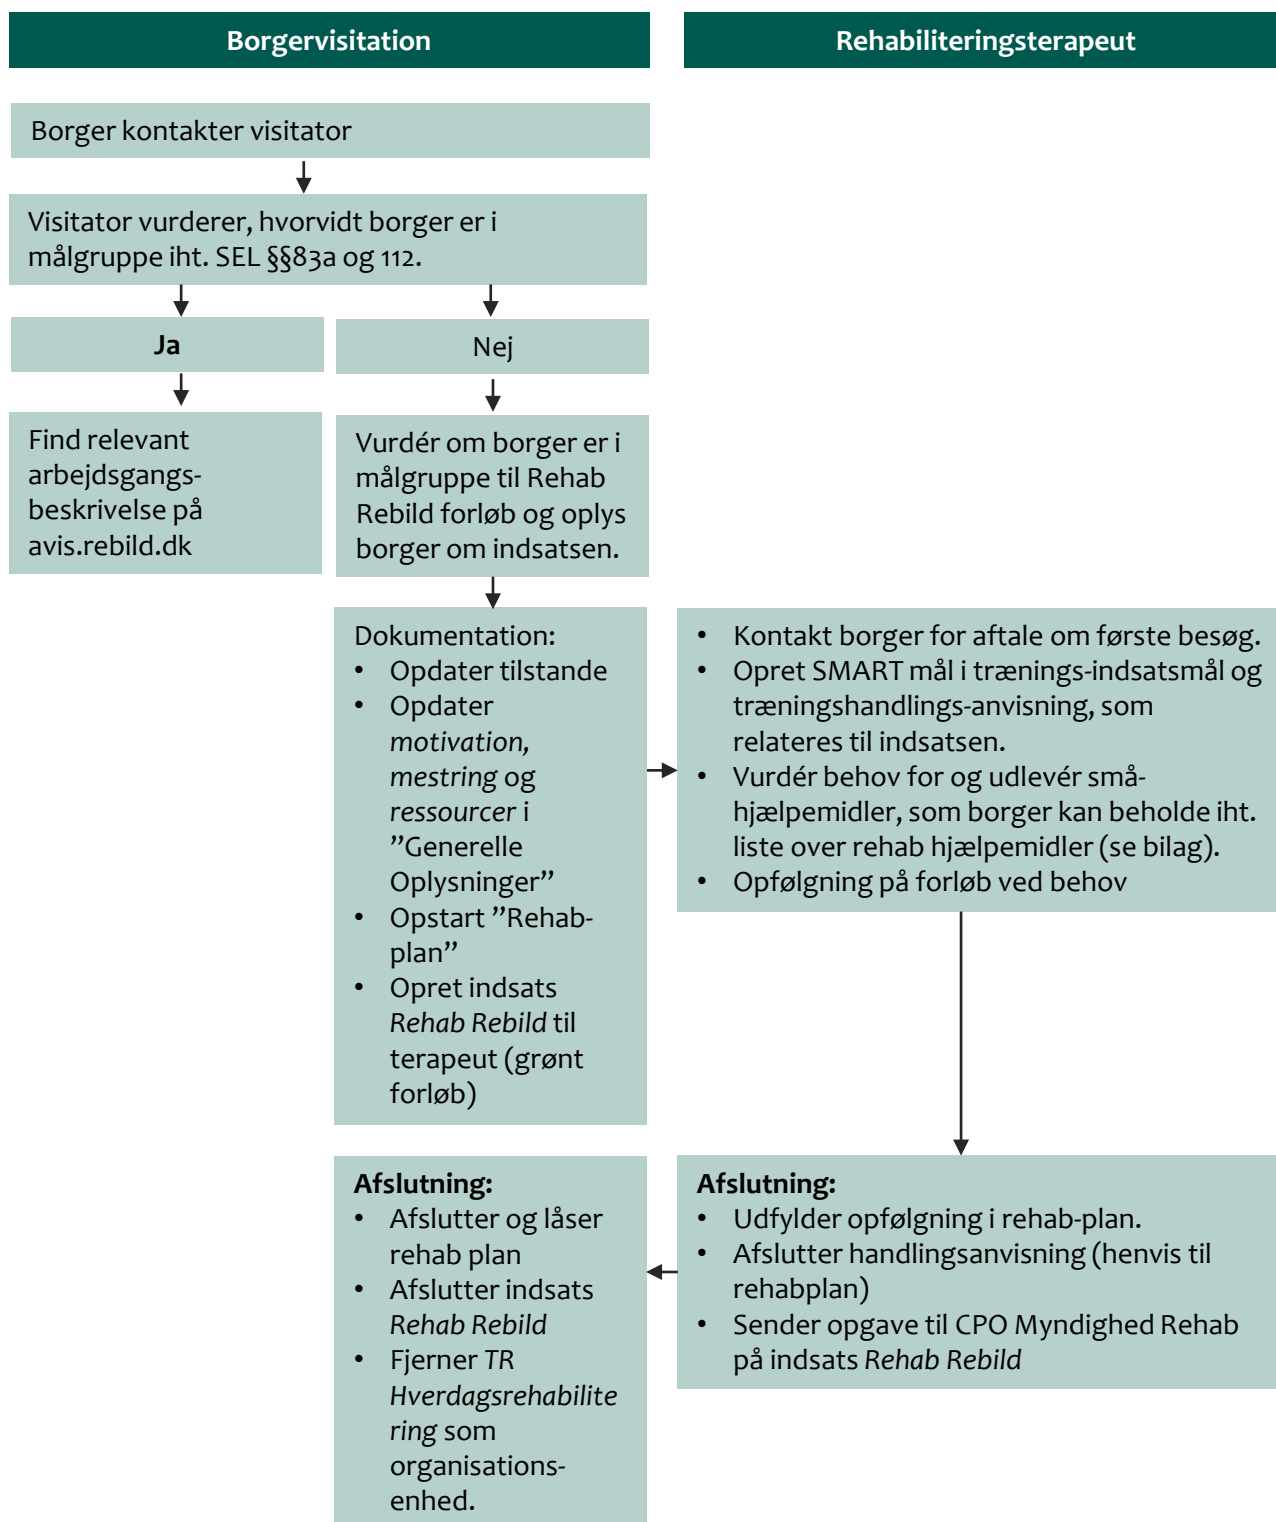 Borgervisitation
Rehabiliteringsterapeut
Borger kontakter visitator
Visitator vurderer, hvorvidt borger er i
målgruppe iht. SEL §§83a og 112.
Ja
Nej
Find relevant
arbejdsgangs-
beskrivelse på
avis.rebild.dk
Vurdér om borger er i
målgruppe til Rehab
Rebild forløb og oplys
borger om indsatsen.
Dokumentation:
• Opdater tilstande
• Opdater
motivation,
mestring og
ressourcer i
”Generelle
Oplysninger”
• Opstart ”Rehab-
plan”
• Opret indsats
Rehab Rebild til
terapeut (grønt
forløb)
• Kontakt borger for aftale om første besøg.
• Opret SMART mål i trænings-indsatsmål og
træningshandlings-anvisning, som
relateres til indsatsen.
• Vurdér behov for og udlevér små-
hjælpemidler, som borger kan beholde iht.
liste over rehab hjælpemidler (se bilag).
• Opfølgning på forløb ved behov
Afslutning:
• Afslutter og låser
rehab plan
• Afslutter indsats
Rehab Rebild
• Fjerner TR
Hverdagsrehabilite
ring som
organisations-
enhed.
Afslutning:
• Udfylder opfølgning i rehab-plan.
• Afslutter handlingsanvisning (henvis til
rehabplan)
• Sender opgave til CPO Myndighed Rehab
på indsats Rehab Rebild